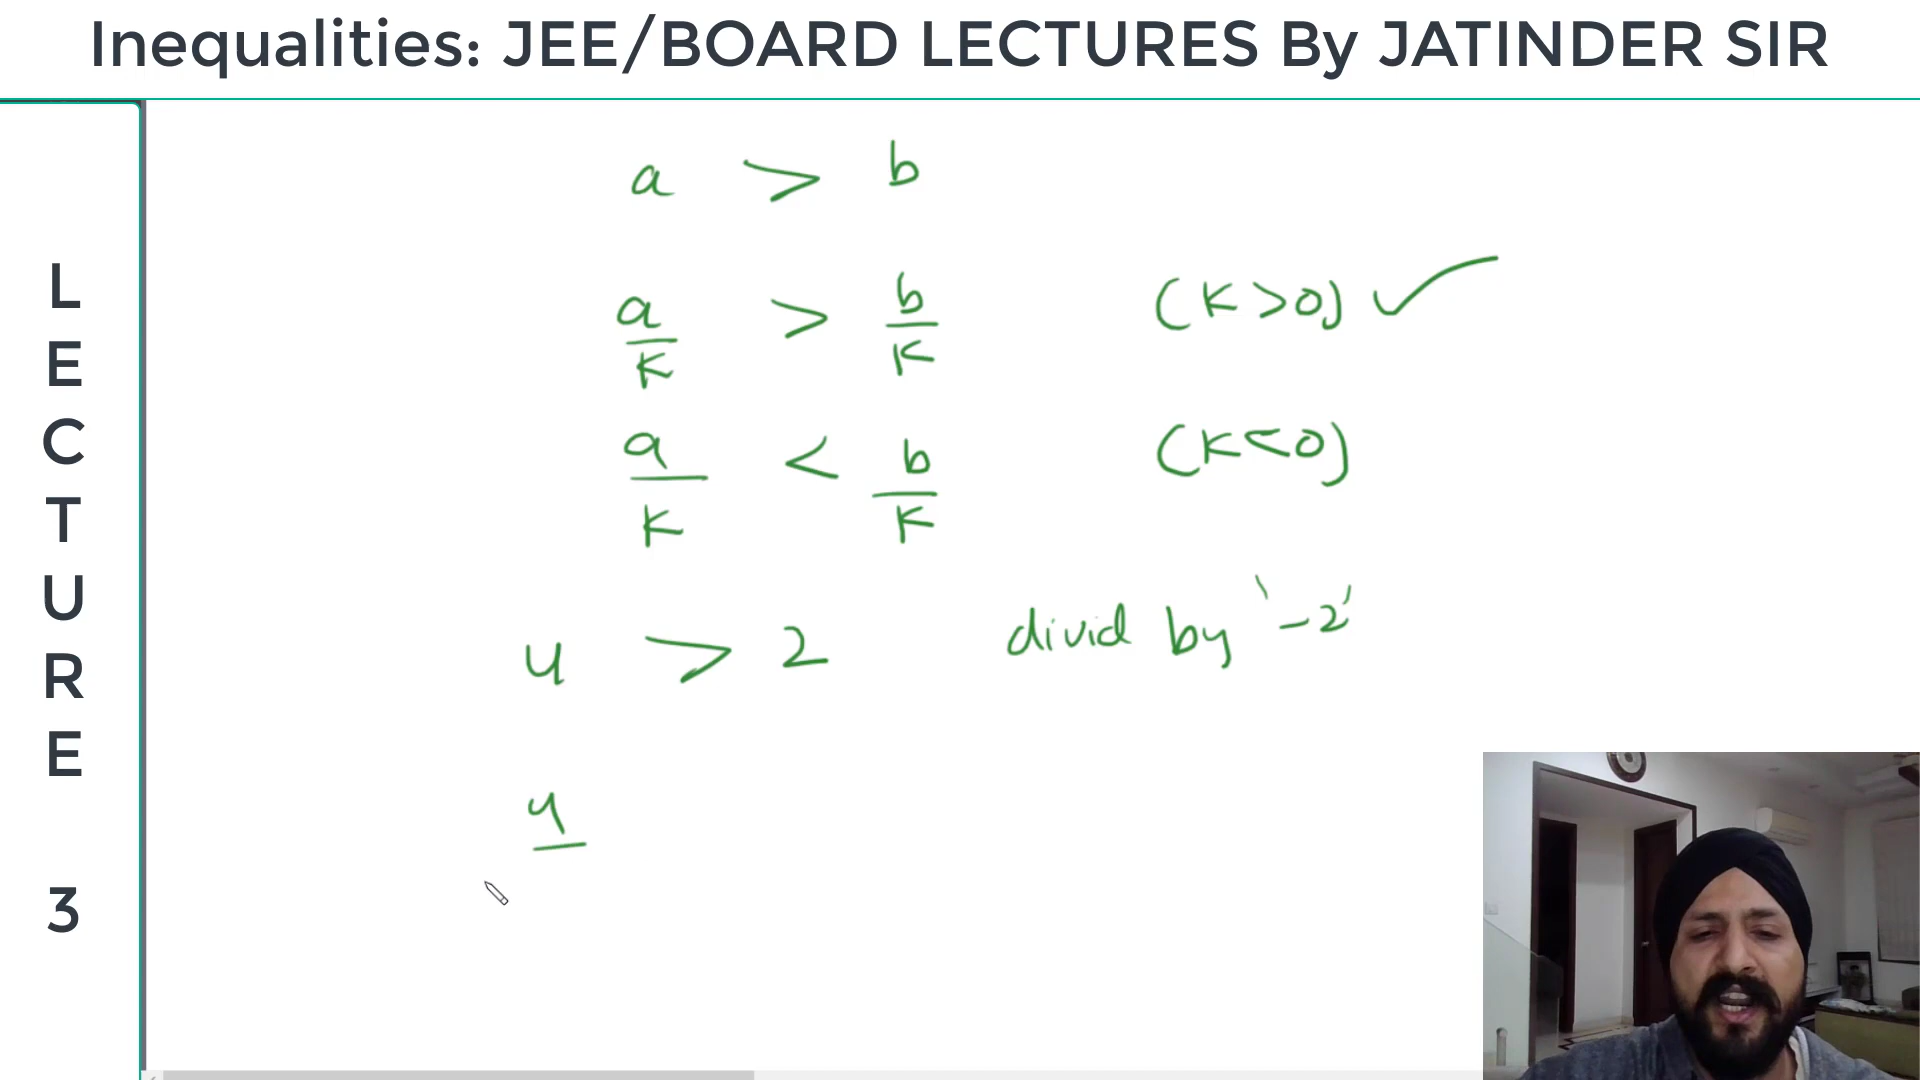 Inequalities: JEE/BOARD LECTURES By JATINDER SIR
LECTURE 3
a > b
a/K > b/K (K>0) ✓
a/K < b/K (K<0)
4 > 2 divid by '-2'
4